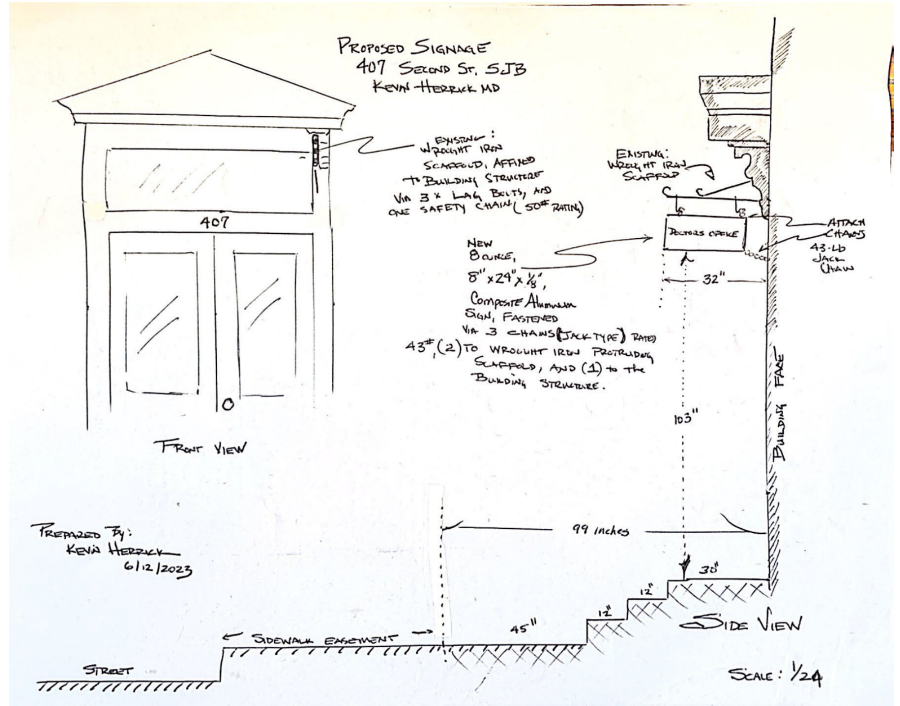 PROPOSED SIGNAGE
407 SECOND ST. SJB
KEVIN HERRICK MD
EXISTING:
WROUGHT IRON
SCAFFOLD, AFFIXED
TO BUILDING STRUCTURE
VIA 3 x LAG BOLTS, AND
ONE SAFETY CHAIN (50# RATING)
EXISTING:
WROUGHT IRON
SCAFFOLD
407
DOCTORS OFFICE
ATTACH
CHAINS
43-Lb
JACK
CHAIN
32"
NEW
8 OUNCE,
8" x 24" x 1/8",
COMPOSITE ALUMINUM
SIGN, FASTENED
VIA 3 CHAINS (JACK TYPE) RATED
43#, (2) TO WROUGHT IRON PROTRUDING
SCAFFOLD, AND (1) to the
BUILDING STRUCTURE.
103"
BUILDING FACE
FRONT VIEW
PREPARED By:
KEVIN HERRICK
6/12/2023
99 inches
30"
12"
12"
45"
SIDEWALK EASEMENT
SIDE VIEW
STREET
SCALE: 1/24